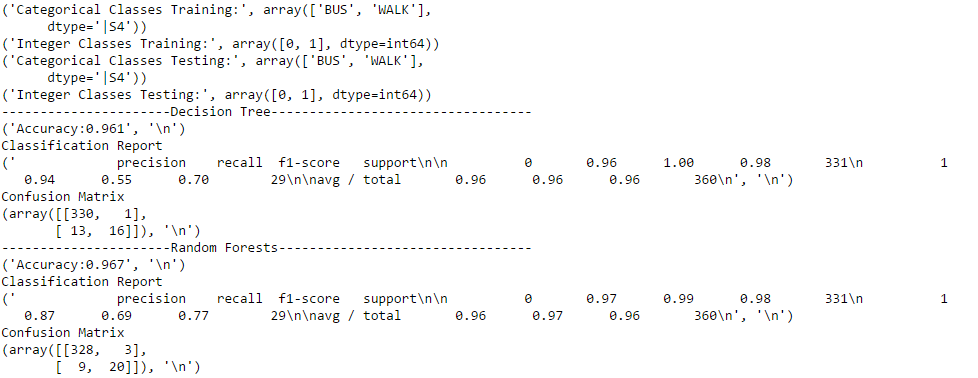 ('Categorical Classes Training:', array(['BUS', 'WALK'],
      dtype='|S4'))
('Integer Classes Training:', array([0, 1], dtype=int64))
('Categorical Classes Testing:', array(['BUS', 'WALK'],
      dtype='|S4'))
('Integer Classes Testing:', array([0, 1], dtype=int64))
----------------------Decision Tree----------------------------------
('Accuracy:0.961', '\n')
Classification Report
('             precision    recall  f1-score   support\n\n          0       0.96      1.00      0.98       331\n          1
   0.94      0.55      0.70        29\n\navg / total       0.96      0.96      0.96       360\n', '\n')
Confusion Matrix
(array([[330,   1],
       [ 13,  16]]), '\n')
----------------------Random Forests---------------------------------
('Accuracy:0.967', '\n')
Classification Report
('             precision    recall  f1-score   support\n\n          0       0.97      0.99      0.98       331\n          1
   0.87      0.69      0.77        29\n\navg / total       0.96      0.97      0.96       360\n', '\n')
Confusion Matrix
(array([[328,   3],
       [  9,  20]]), '\n')